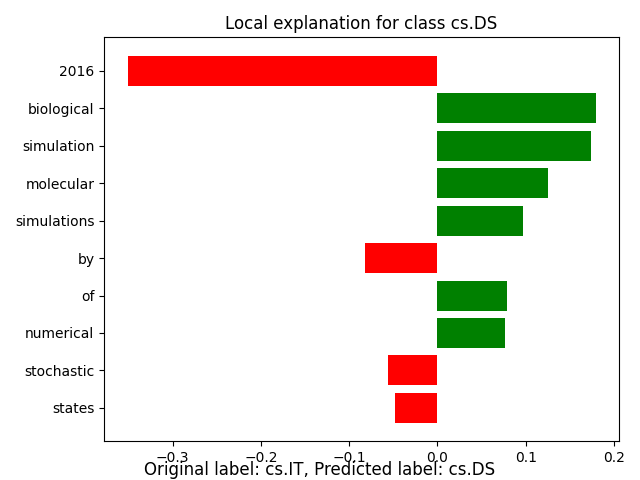 Local explanation for class cs.DS
2016
biological
simulation
molecular
simulations
by
of
numerical
stochastic
states
−0.3 −0.2 −0.1 0.0 0.1 0.2
Original label: cs.IT, Predicted label: cs.DS